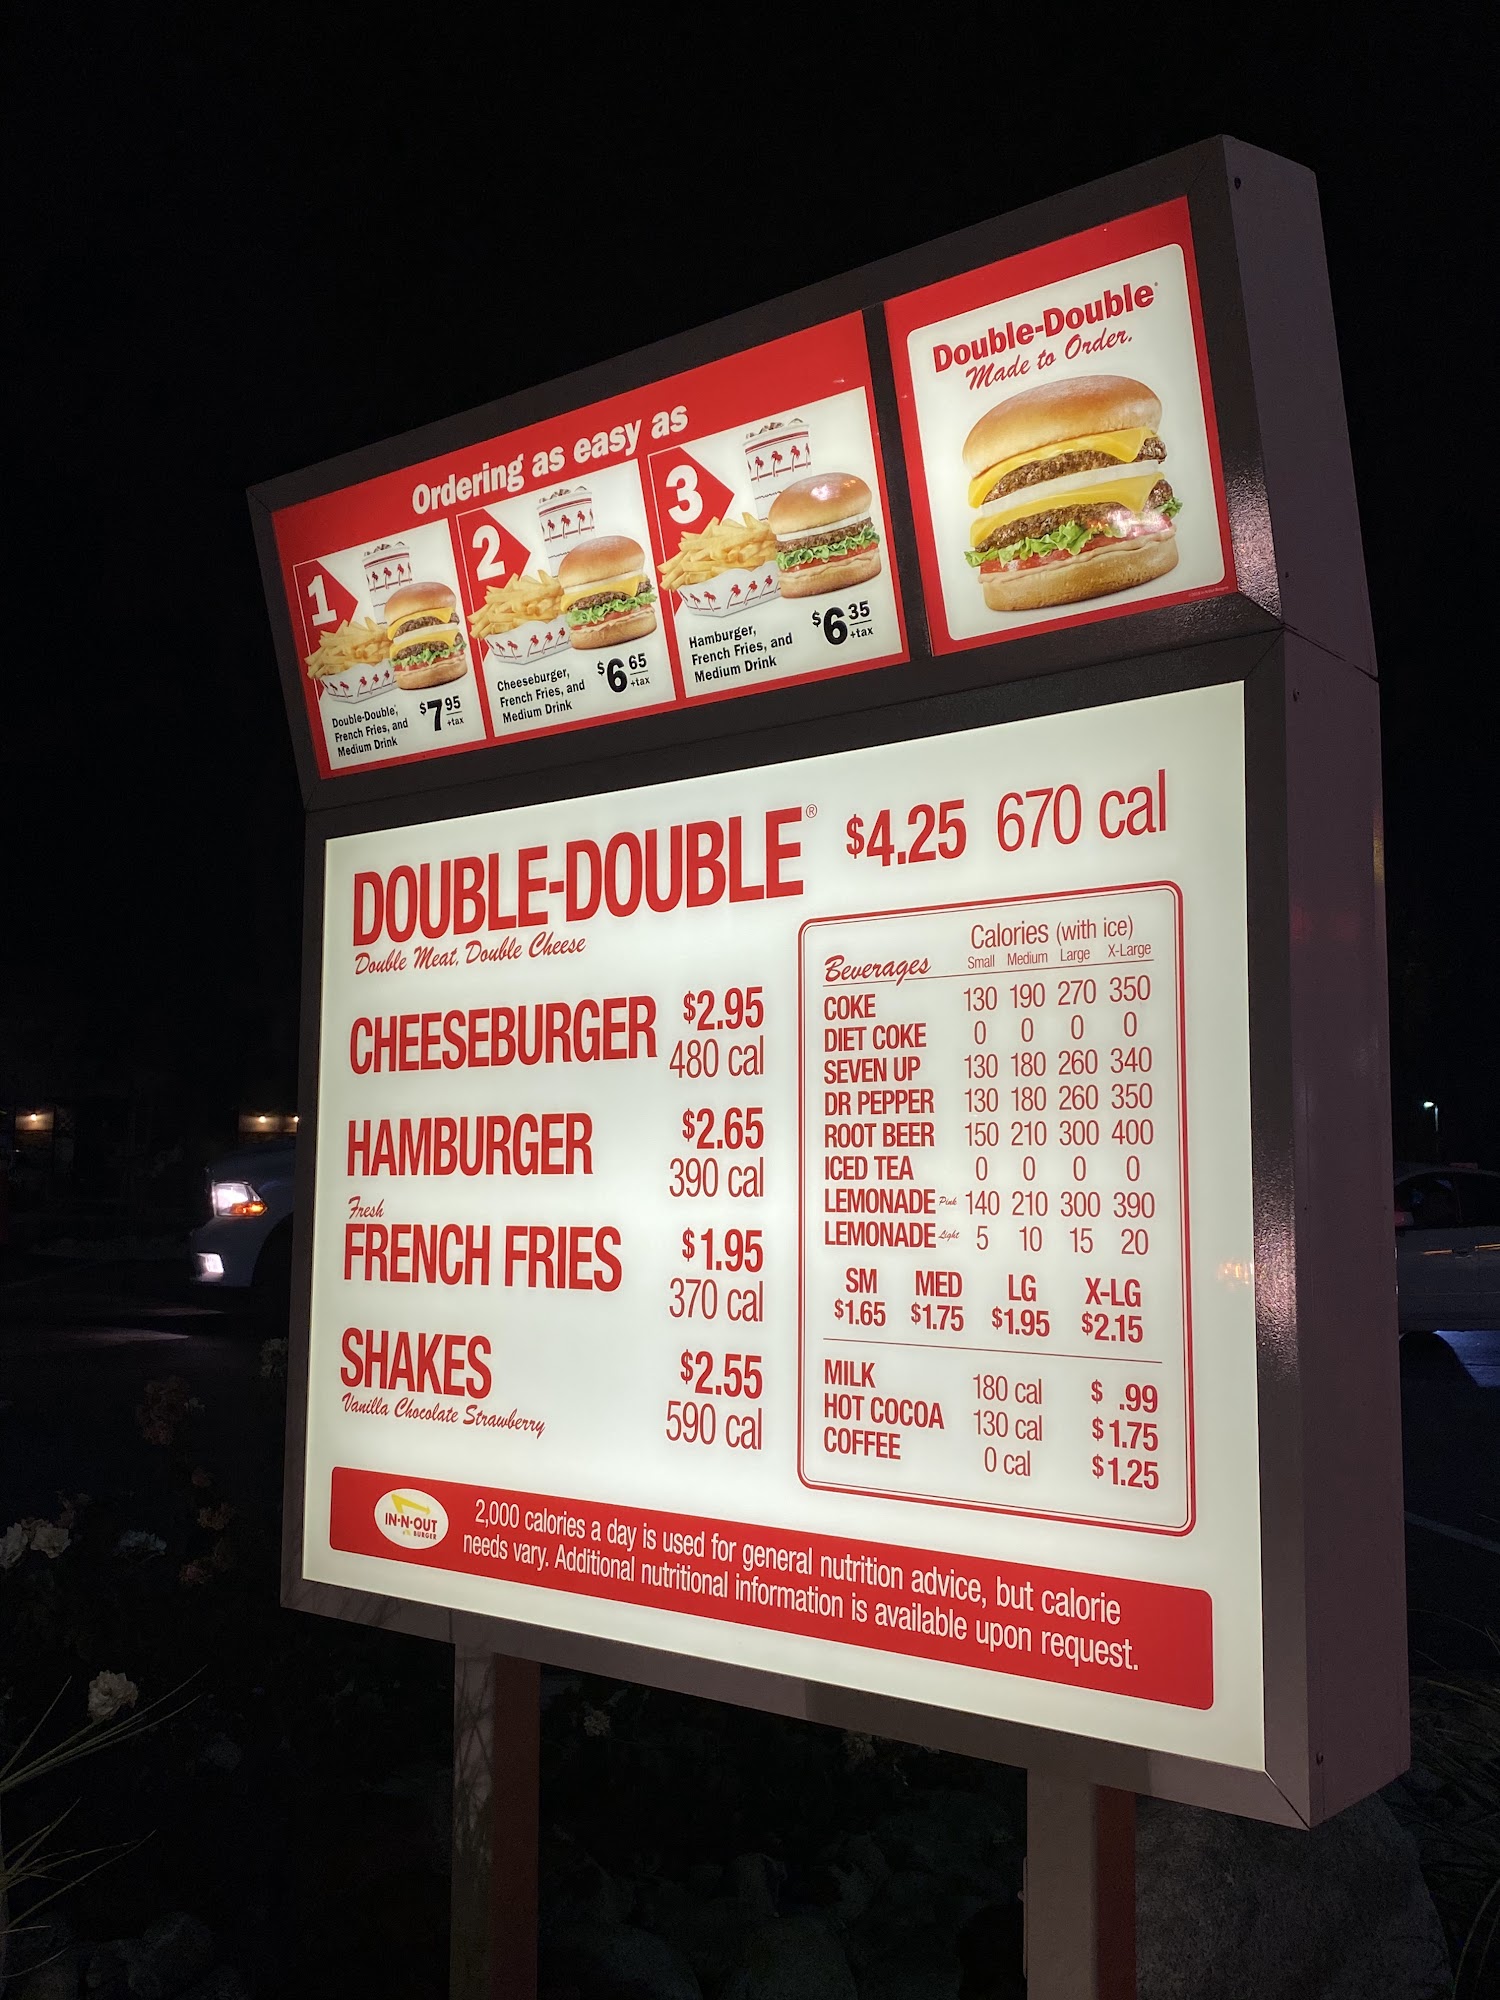 Ordering as easy as
1
Double-Double,
French Fries, and
Medium Drink
$7 95
+tax
2
Cheeseburger,
French Fries, and
Medium Drink
$6 65
+tax
3
Hamburger,
French Fries, and
Medium Drink
$6 35
+tax
Double-Double
Made to Order.
DOUBLE-DOUBLE® $4.25 670 cal
Double Meat, Double Cheese
CHEESEBURGER $2.95
480 cal
HAMBURGER $2.65
390 cal
Fresh
FRENCH FRIES $1.95
370 cal
SHAKES $2.55
Vanilla Chocolate Strawberry 590 cal
Calories (with ice)
Beverages Small Medium Large X-Large
COKE 130 190 270 350
DIET COKE 0 0 0 0
SEVEN UP 130 180 260 340
DR PEPPER 130 180 260 350
ROOT BEER 150 210 300 400
ICED TEA 0 0 0 0
LEMONADE Pink 140 210 300 390
LEMONADE Light 5 10 15 20
SM MED LG X-LG
$1.65 $1.75 $1.95 $2.15
MILK 180 cal $ .99
HOT COCOA 130 cal $1.75
COFFEE 0 cal $1.25
IN-N-OUT
BURGER
2,000 calories a day is used for general nutrition advice, but calorie
needs vary. Additional nutritional information is available upon request.